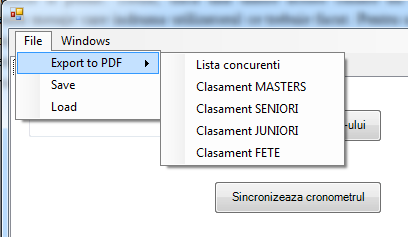 File Windows
Export to PDF
Save
Load
Lista concurenti
Clasament MASTERS
Clasament SENIORI
Clasament JUNIORI
Clasament FETE
-ului
Sincronizeaza cronometrul